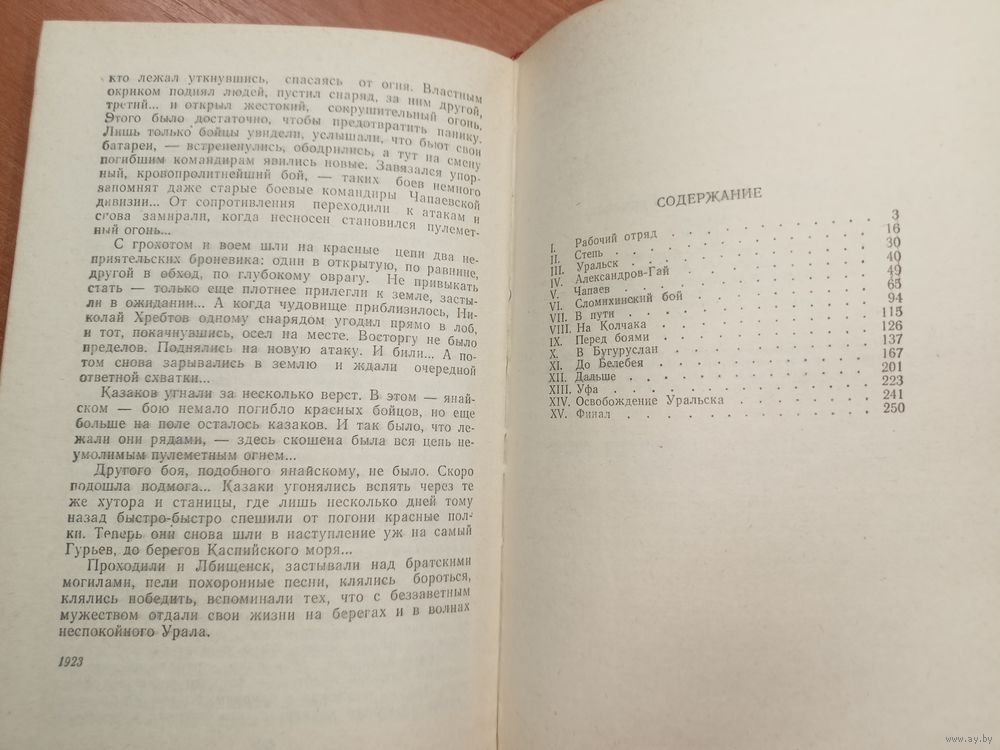 кто лежал уткнувшись, спасаясь от огня. Властным
окриком поднял людей, пустил снаряд, за ним другой,
третий... и открыл жестокий, сокрушительный огонь.
Этого было достаточно, чтобы предотвратить панику.
Лишь только бойцы увидели, услышали, что бьют свои
батареи, — встрепенулись, ободрились, а тут на смену
погибшим командирам явились новые. Завязался упор-
ный, кровопролитнейший бой, — таких боев немного
запомнят даже старые боевые командиры Чапаевской
дивизии... От сопротивления переходили к атакам и
снова замирали, когда несносен становился пулемет-
ный огонь...
С грохотом и воем шли на красные цепи два не-
приятельских броневика: один в открытую, по равнине,
другой в обход, по глубокому оврагу. Не привыкать
стать — только еще плотнее прилегли к земле, засты-
ли в ожидании... А когда чудовище приблизилось, Ни-
колай Хребтов одному снарядом угодил прямо в лоб,
и тот, покачнувшись, осел на месте. Восторгу не было
пределов. Поднялись на новую атаку. И били... А по-
том снова зарывались в землю и ждали очередной
ответной схватки...
Казаков угнали за несколько верст. В этом — янай-
ском — бою немало погибло красных бойцов, но еще
больше на поле осталось казаков. И так было, что ле-
жали они рядами, — здесь скошена была вся цепь не-
умолимым пулеметным огнем...
Другого боя, подобного янайскому, не было. Скоро
подошла подмога... Казаки угонялись вспять через те
же хутора и станицы, где лишь несколько дней тому
назад быстро-быстро спешили от погони красные пол-
ки. Теперь они снова шли в наступление уж на самый
Гурьев, до берегов Каспийского моря...
Проходили и Лбищенск, застывали над братскими
могилами, пели похоронные песни, клялись бороться,
клялись победить, вспоминали тех, что с беззаветным
мужеством отдали свои жизни на берегах и в волнах
неспокойного Урала.
1923
СОДЕРЖАНИЕ
I. Рабочий отряд . . . . . . . . 3
II. Степь . . . . . . . . 16
III. Уральск . . . . . . . . 30
IV. Александров-Гай . . . . . . . . 40
V. Чапаев . . . . . . . . 49
VI. Сломихинский бой . . . . . . . . 65
VII. В пути . . . . . . . . 94
VIII. На Колчака . . . . . . . . 115
IX. Перед боями . . . . . . . . 126
X. В Бугуруслан . . . . . . . . 137
XI. До Белебея . . . . . . . . 167
XII. Дальше . . . . . . . . 201
XIII. Уфа . . . . . . . . 223
XIV. Освобождение Уральска . . . . . . . . 241
XV. Финал . . . . . . . . 250
www.ay.by